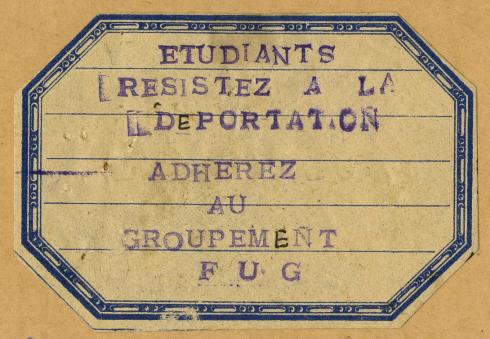 ETUDIANTS
RESISTEZ A LA
DEPORTATION
ADHEREZ
AU
GROUPEMENT
F U. G